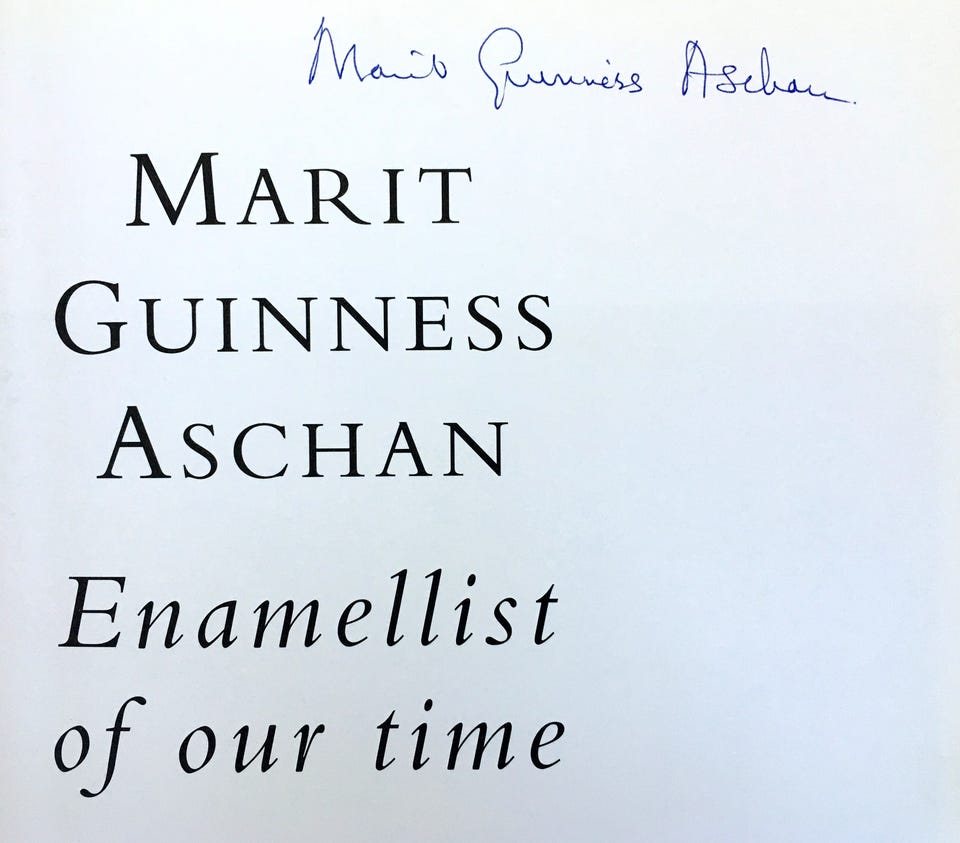 Marit Guinness Aschan
MARIT
GUINNESS
ASCHAN
Enamellist
of our time